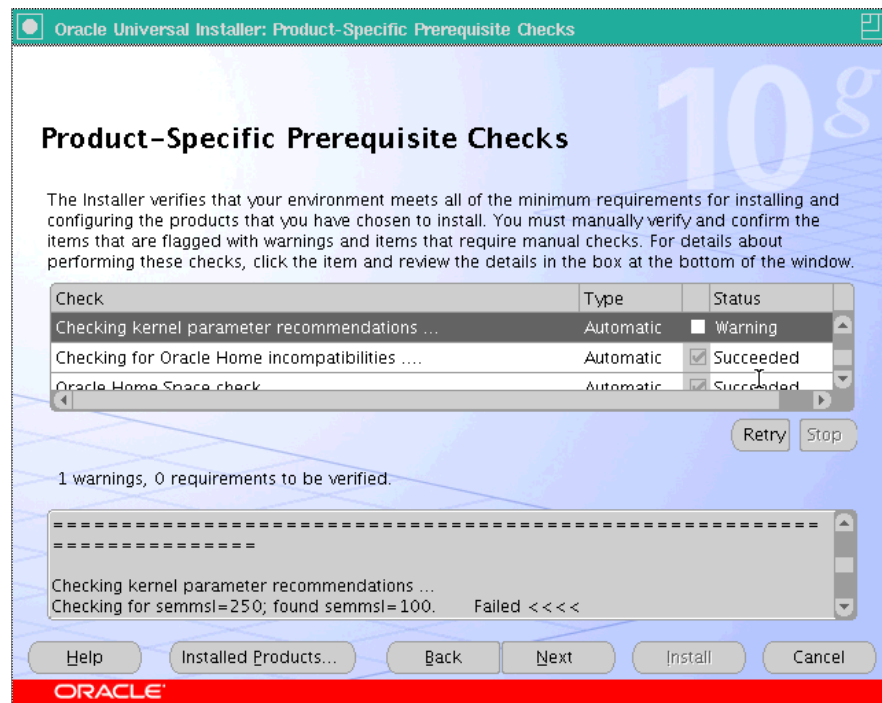 Oracle Universal Installer: Product-Specific Prerequisite Checks
10g
Product-Specific Prerequisite Checks
The Installer verifies that your environment meets all of the minimum requirements for installing and
configuring the products that you have chosen to install. You must manually verify and confirm the
items that are flagged with warnings and items that require manual checks. For details about
performing these checks, click the item and review the details in the box at the bottom of the window.
Check Type Status
Checking kernel parameter recommendations ... Automatic Warning
Checking for Oracle Home incompatibilities .... Automatic Succeeded
Oracle Home Space check Automatic Succeeded
Retry Stop
1 warnings, 0 requirements to be verified.
= = = = = = = = = = = = = = = = = = = = = = = = = = = = = = = = = = = = = = = = = = = = = = = = = = = = = = = =
= = = = = = = = = = = = = = =
Checking kernel parameter recommendations ...
Checking for semmsl=250; found semmsl=100. Failed <<<<
Help Installed Products... Back Next Install Cancel
ORACLE